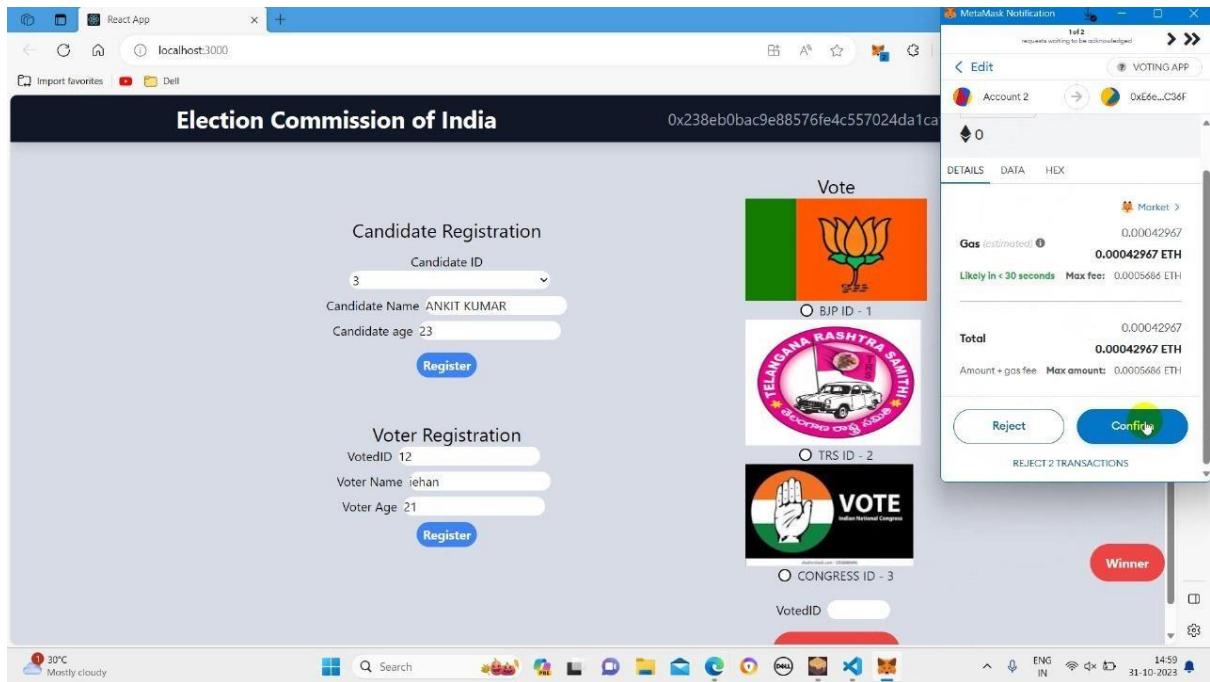 React App
localhost:3000
Import favorites
Dell
Election Commission of India
0x238eb0bac9e88576fe4c557024da1ca
Candidate Registration
Candidate ID
3
Candidate Name ANKIT KUMAR
Candidate age 23
Register
Voter Registration
VotedID 12
Voter Name iehan
Voter Age 21
Register
Vote
BJP ID - 1
TELANGANA RASHTRA SAMITHI
TRS ID - 2
VOTE
Indian National Congress
CONGRESS ID - 3
VotedID
Winner
MetaMask Notification
1 of 2
requests waiting to be acknowledged
Edit
VOTING APP
Account 2
0xE6e...C36F
0
DETAILS DATA HEX
Market >
Gas (estimated)
0.00042967
0.00042967 ETH
Likely in < 30 seconds Max fee: 0.0005686 ETH
Total
0.00042967
0.00042967 ETH
Amount + gas fee Max amount: 0.0005686 ETH
Reject
Confirm
REJECT 2 TRANSACTIONS
30°C
Mostly cloudy
Search
ENG
IN
14:59
31-10-2023